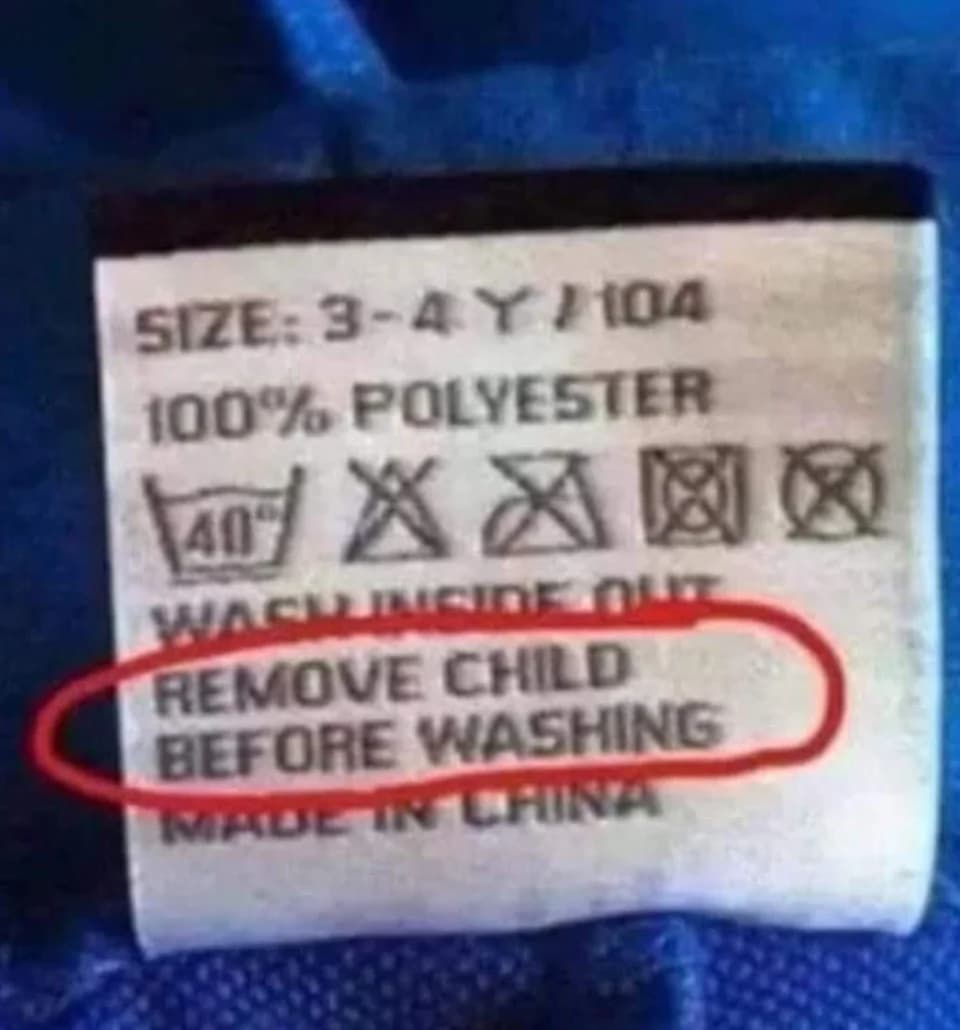 SIZE: 3-4 Y / 104
100% POLYESTER
40°
WASH INSIDE OUT
REMOVE CHILD
BEFORE WASHING
MADE IN CHINA